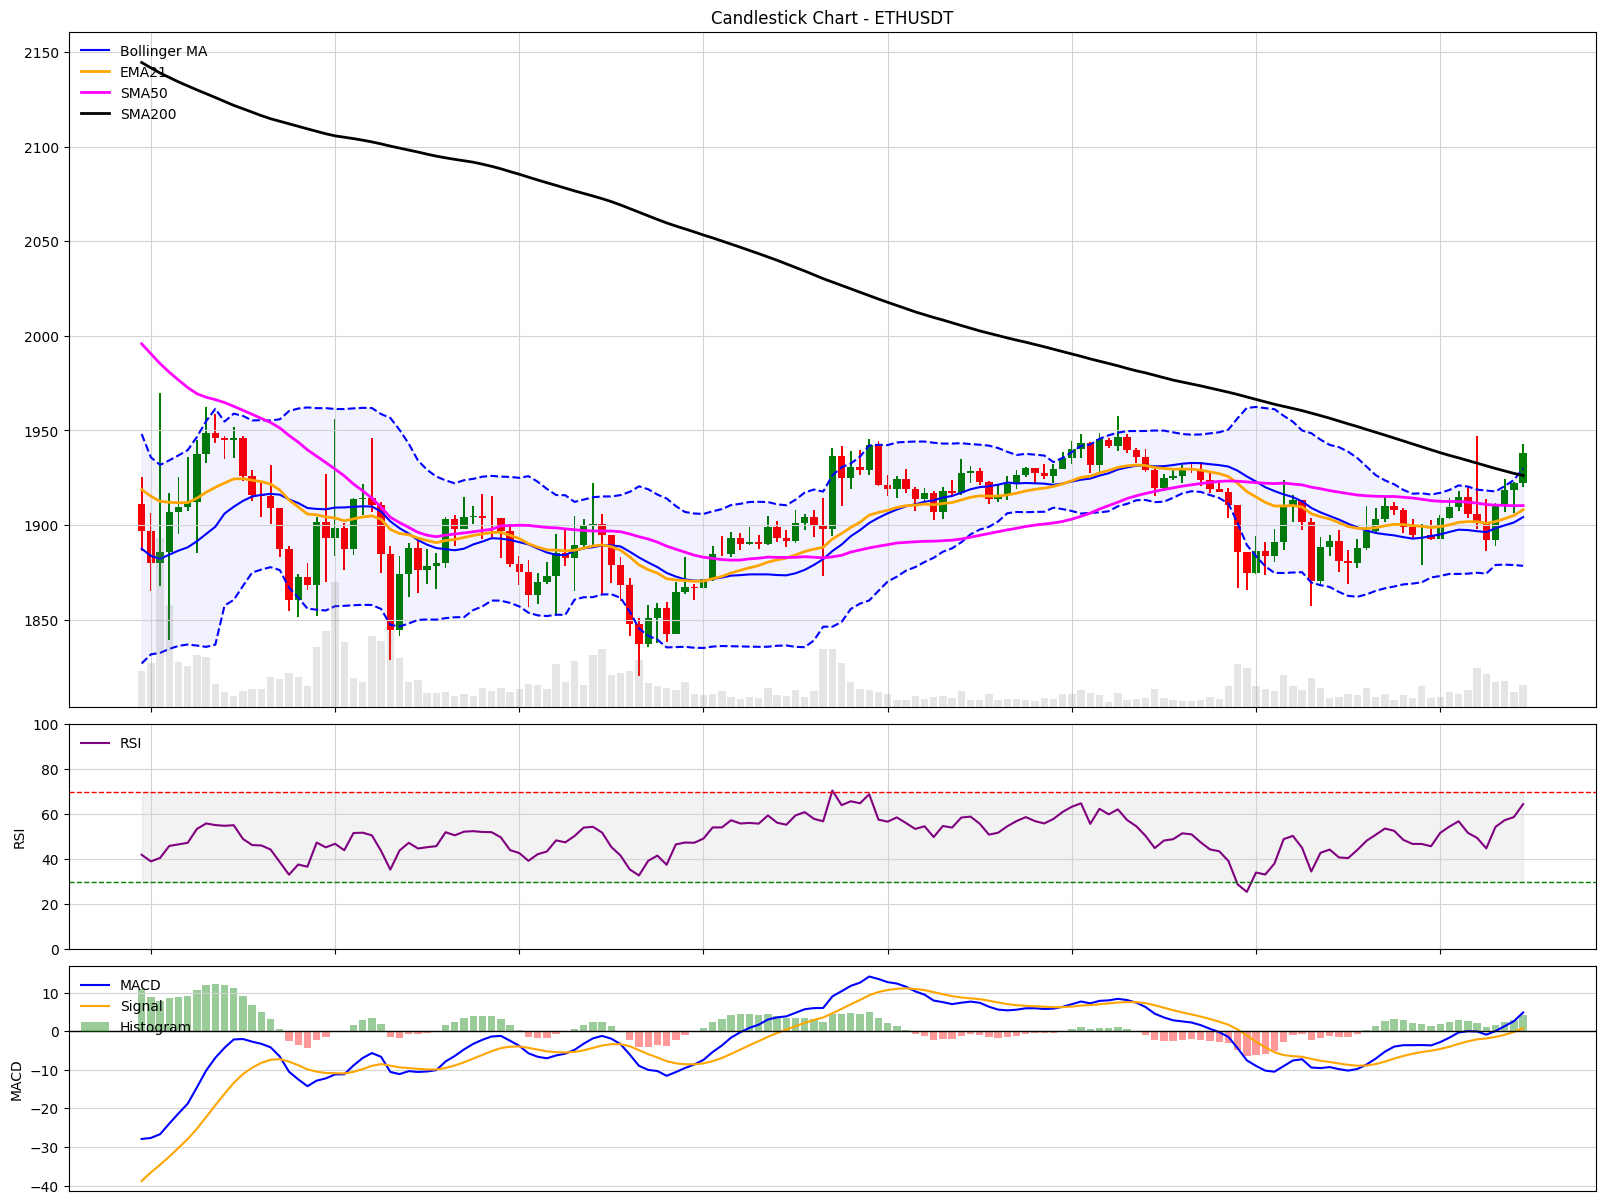 Candlestick Chart - ETHUSDT
2150
2100
2050
2000
1950
1900
1850
Bollinger MA
EMA21
SMA50
SMA200
100
80
60
40
20
0
RSI
RSI
10
0
−10
−20
−30
−40
MACD
MACD
Signal
Histogram